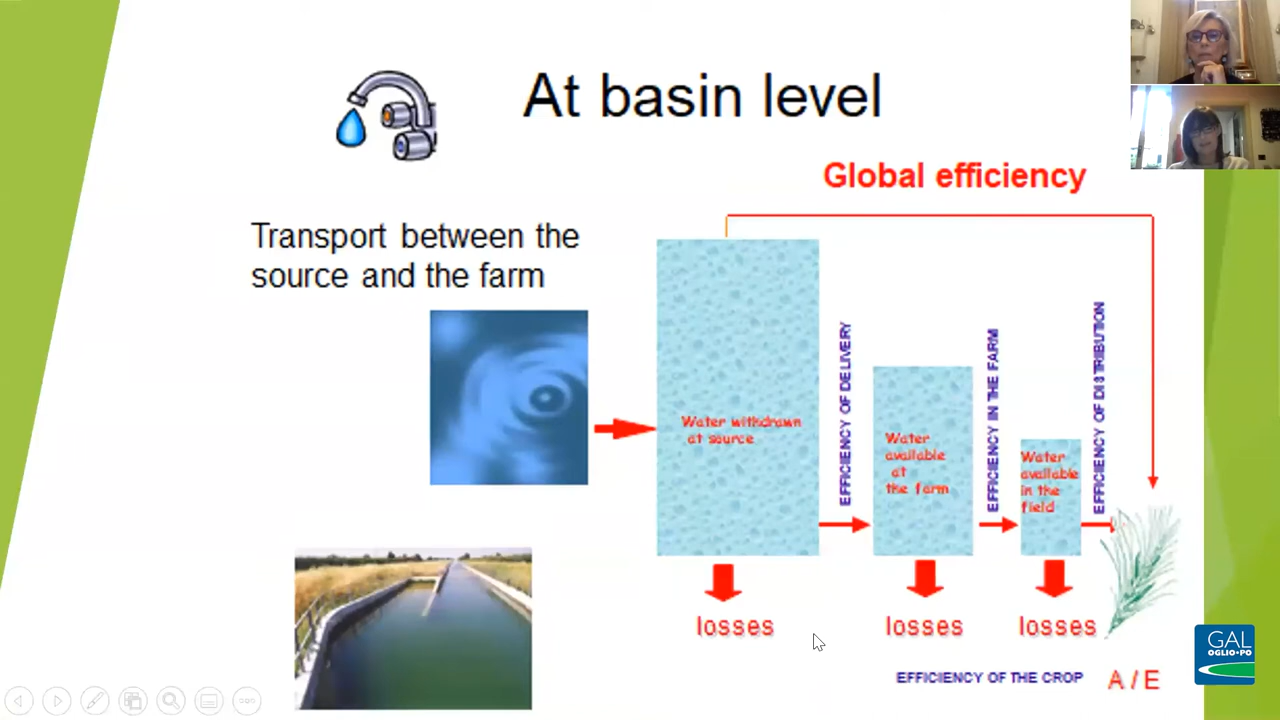 At basin level
Global efficiency
Transport between the
source and the farm
Water withdrawn
at source
EFFICIENCY OF DELIVERY
Water
available
at
the farm
EFFICIENCY IN THE FARM
Water
available
in the
field
EFFICIENCY OF DISTRIBUTION
losses
losses
losses
EFFICIENCY OF THE CROP
A / E
GAL
OGLIO•PO